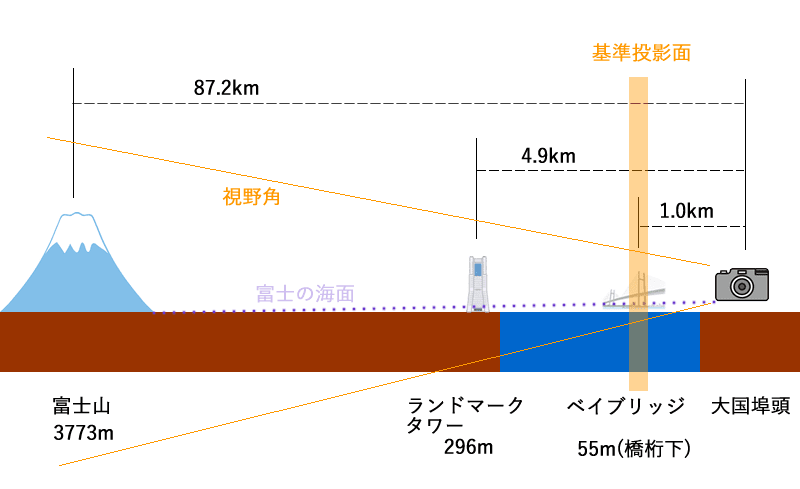 基準投影面
87.2km
4.9km
視野角
1.0km
富士の海面
富士山
3773m
ランドマーク
タワー
296m
ベイブリッジ
55m(橋桁下)
大国埠頭